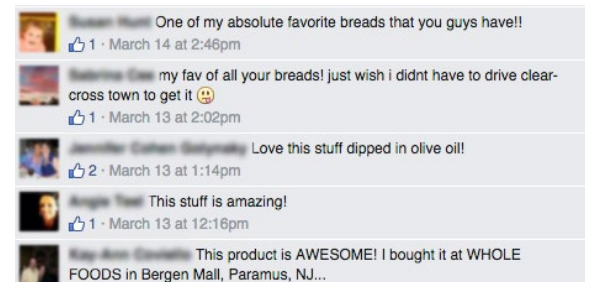 One of my absolute favorite breads that you guys have!!
1 · March 14 at 2:46pm
my fav of all your breads! just wish i didnt have to drive clear-
cross town to get it
1 · March 13 at 2:02pm
Love this stuff dipped in olive oil!
2 · March 13 at 1:14pm
This stuff is amazing!
1 · March 13 at 12:16pm
This product is AWESOME! I bought it at WHOLE
FOODS in Bergen Mall, Paramus, NJ...